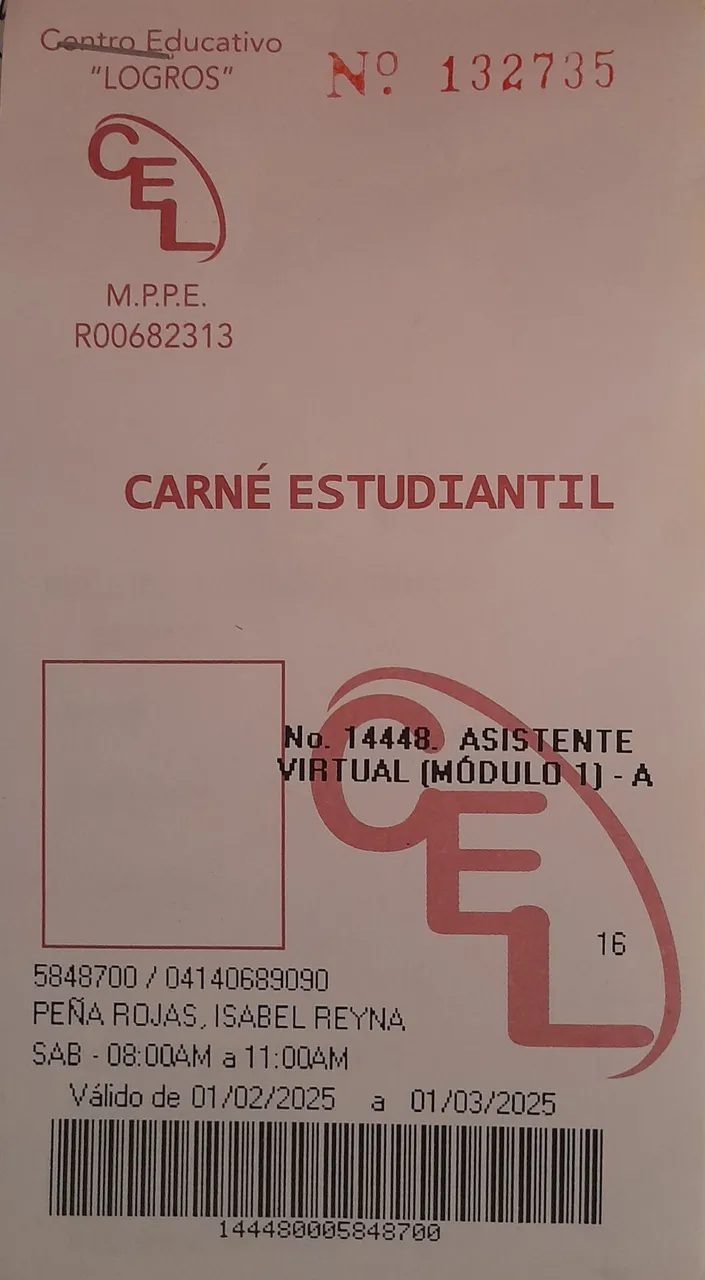 Centro Educativo
"LOGROS"
Nº. 132735
CEL
M.P.P.E.
R00682313
CARNÉ ESTUDIANTIL
CEL
No. 14448. ASISTENTE
VIRTUAL (MÓDULO 1) - A
16
5848700 / 04140689090
PEÑA ROJAS, ISABEL REYNA
SAB - 08:00AM a 11:00AM
Válido de 01/02/2025 a 01/03/2025
144480005848700